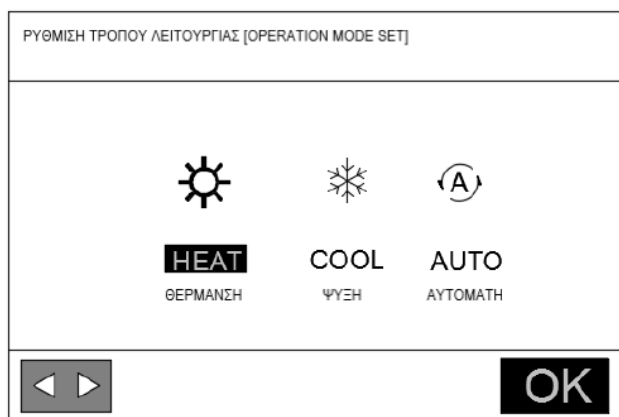 ΡΥΘΜΙΣΗ ΤΡΟΠΟΥ ΛΕΙΤΟΥΡΓΙΑΣ [OPERATION MODE SET]
A
HEAT COOL AUTO
ΘΕΡΜΑΝΣΗ ΨΥΞΗ ΑΥΤΟΜΑΤΗ
OK